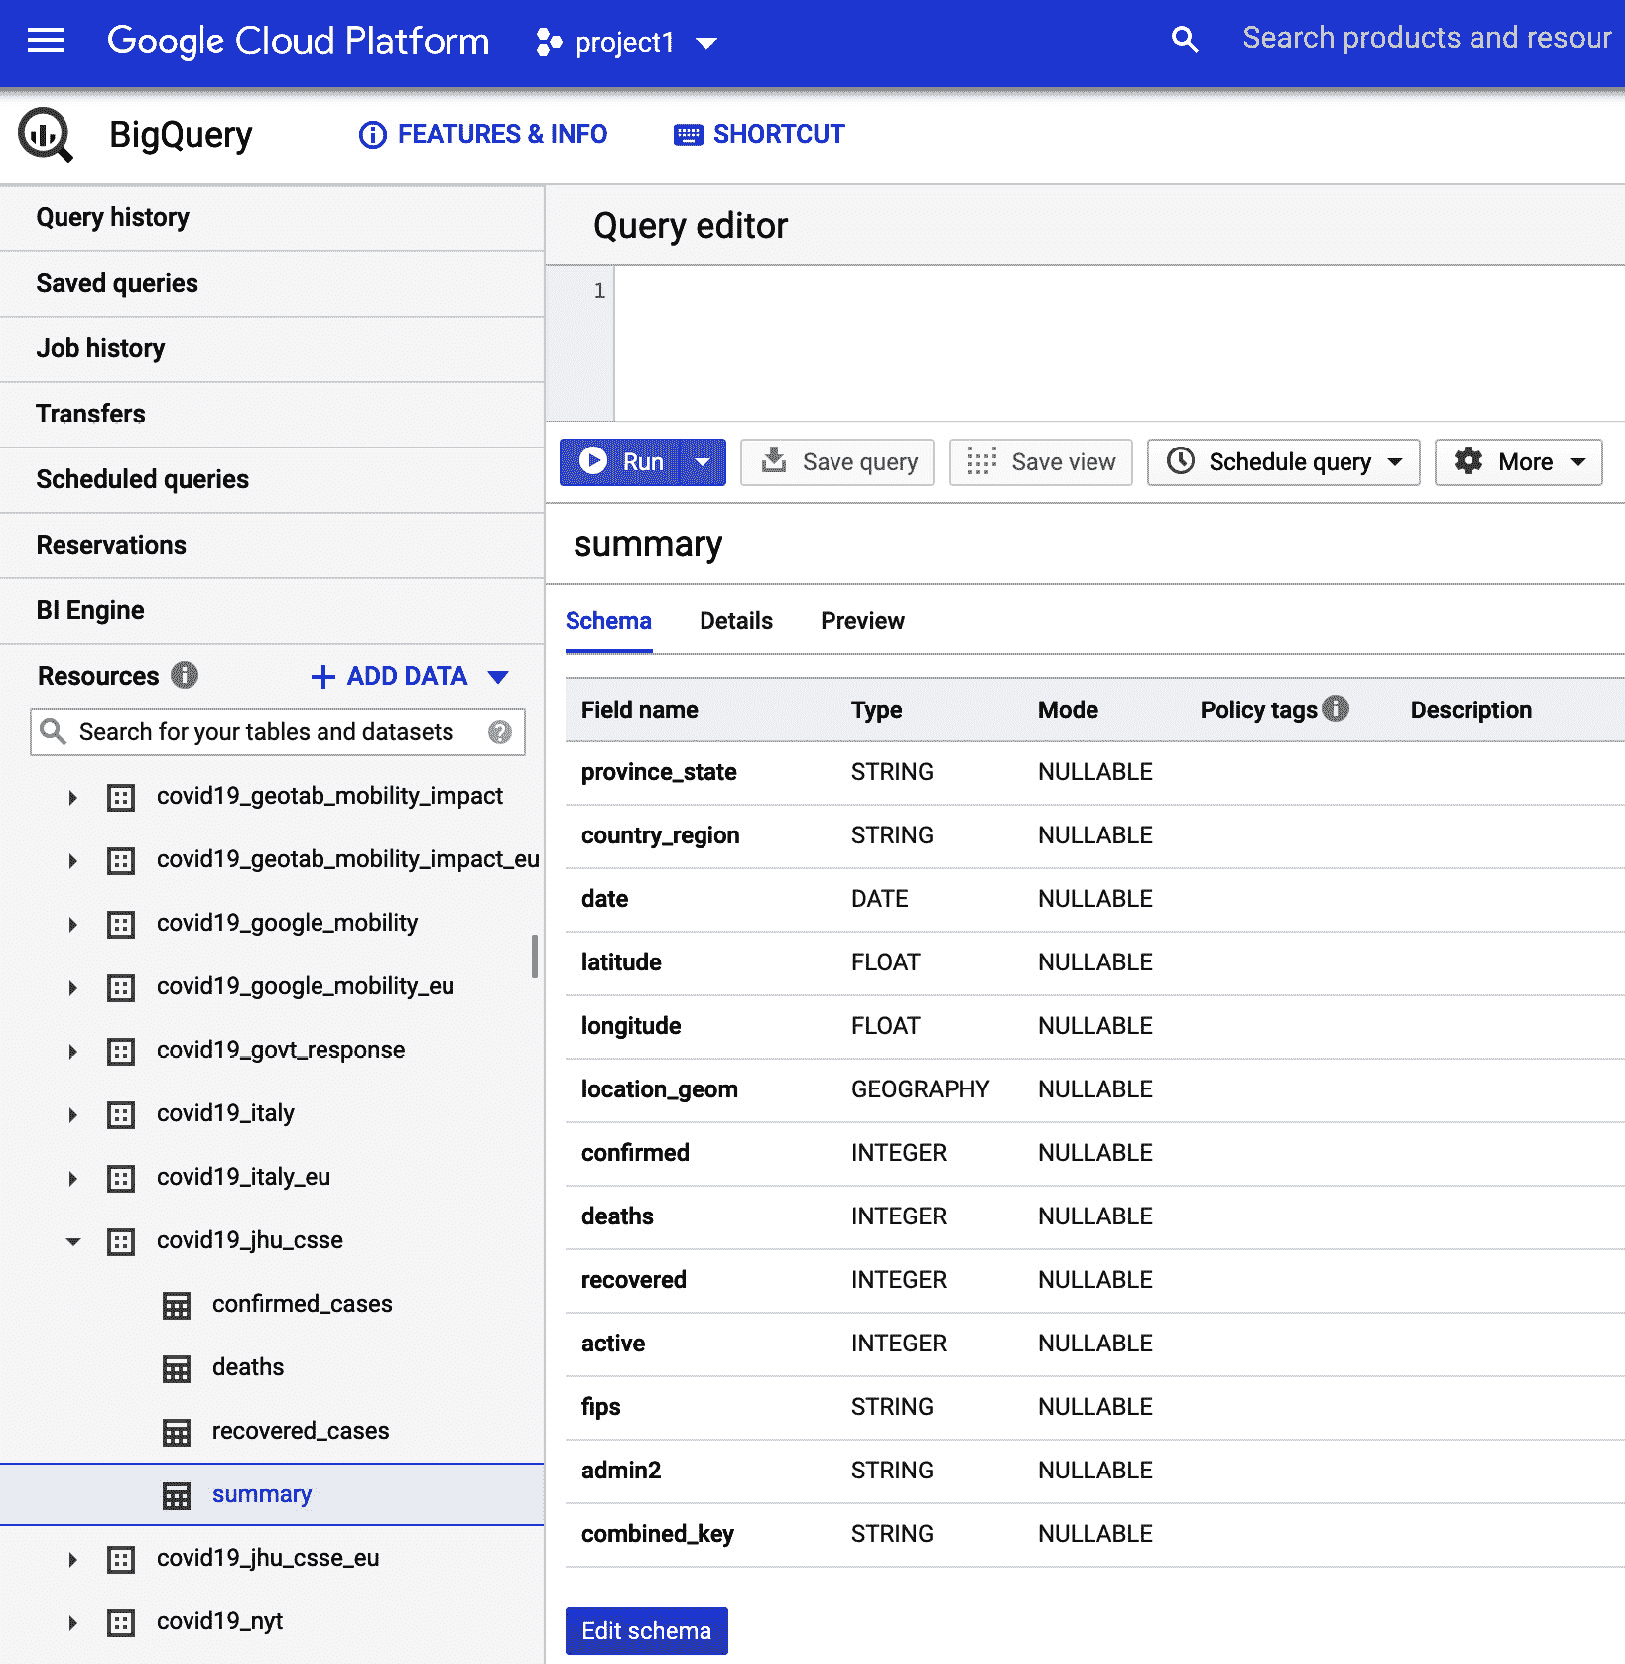 Google Cloud Platform project1 Search products and resour
BigQuery FEATURES & INFO SHORTCUT
Query history
Saved queries
Job history
Transfers
Scheduled queries
Reservations
BI Engine
Resources ADD DATA
Search for your tables and datasets
covid19_geotab_mobility_impact
covid19_geotab_mobility_impact_eu
covid19_google_mobility
covid19_google_mobility_eu
covid19_govt_response
covid19_italy
covid19_italy_eu
covid19_jhu_csse
confirmed_cases
deaths
recovered_cases
summary
covid19_jhu_csse_eu
covid19_nyt
Query editor
1
Run Save query Save view Schedule query More
summary
Schema Details Preview
Field name Type Mode Policy tags Description
province_state STRING NULLABLE
country_region STRING NULLABLE
date DATE NULLABLE
latitude FLOAT NULLABLE
longitude FLOAT NULLABLE
location_geom GEOGRAPHY NULLABLE
confirmed INTEGER NULLABLE
deaths INTEGER NULLABLE
recovered INTEGER NULLABLE
active INTEGER NULLABLE
fips STRING NULLABLE
admin2 STRING NULLABLE
combined_key STRING NULLABLE
Edit schema